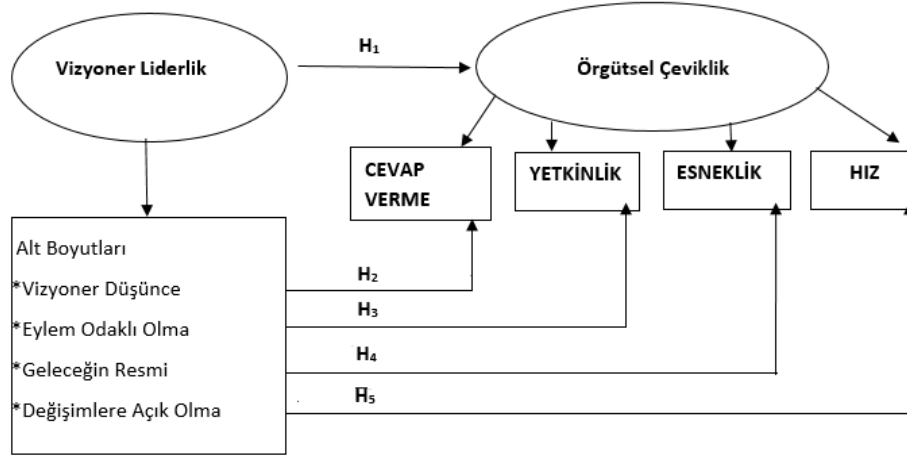 H₁
Vizyoner Liderlik
Örgütsel Çeviklik
CEVAP
VERME
YETKİNLİK
ESNEKLİK
HIZ
Alt Boyutları
*Vizyoner Düşünce
H₂
*Eylem Odaklı Olma
H₃
*Geleceğin Resmi
H₄
*Değişimlere Açık Olma
H₅